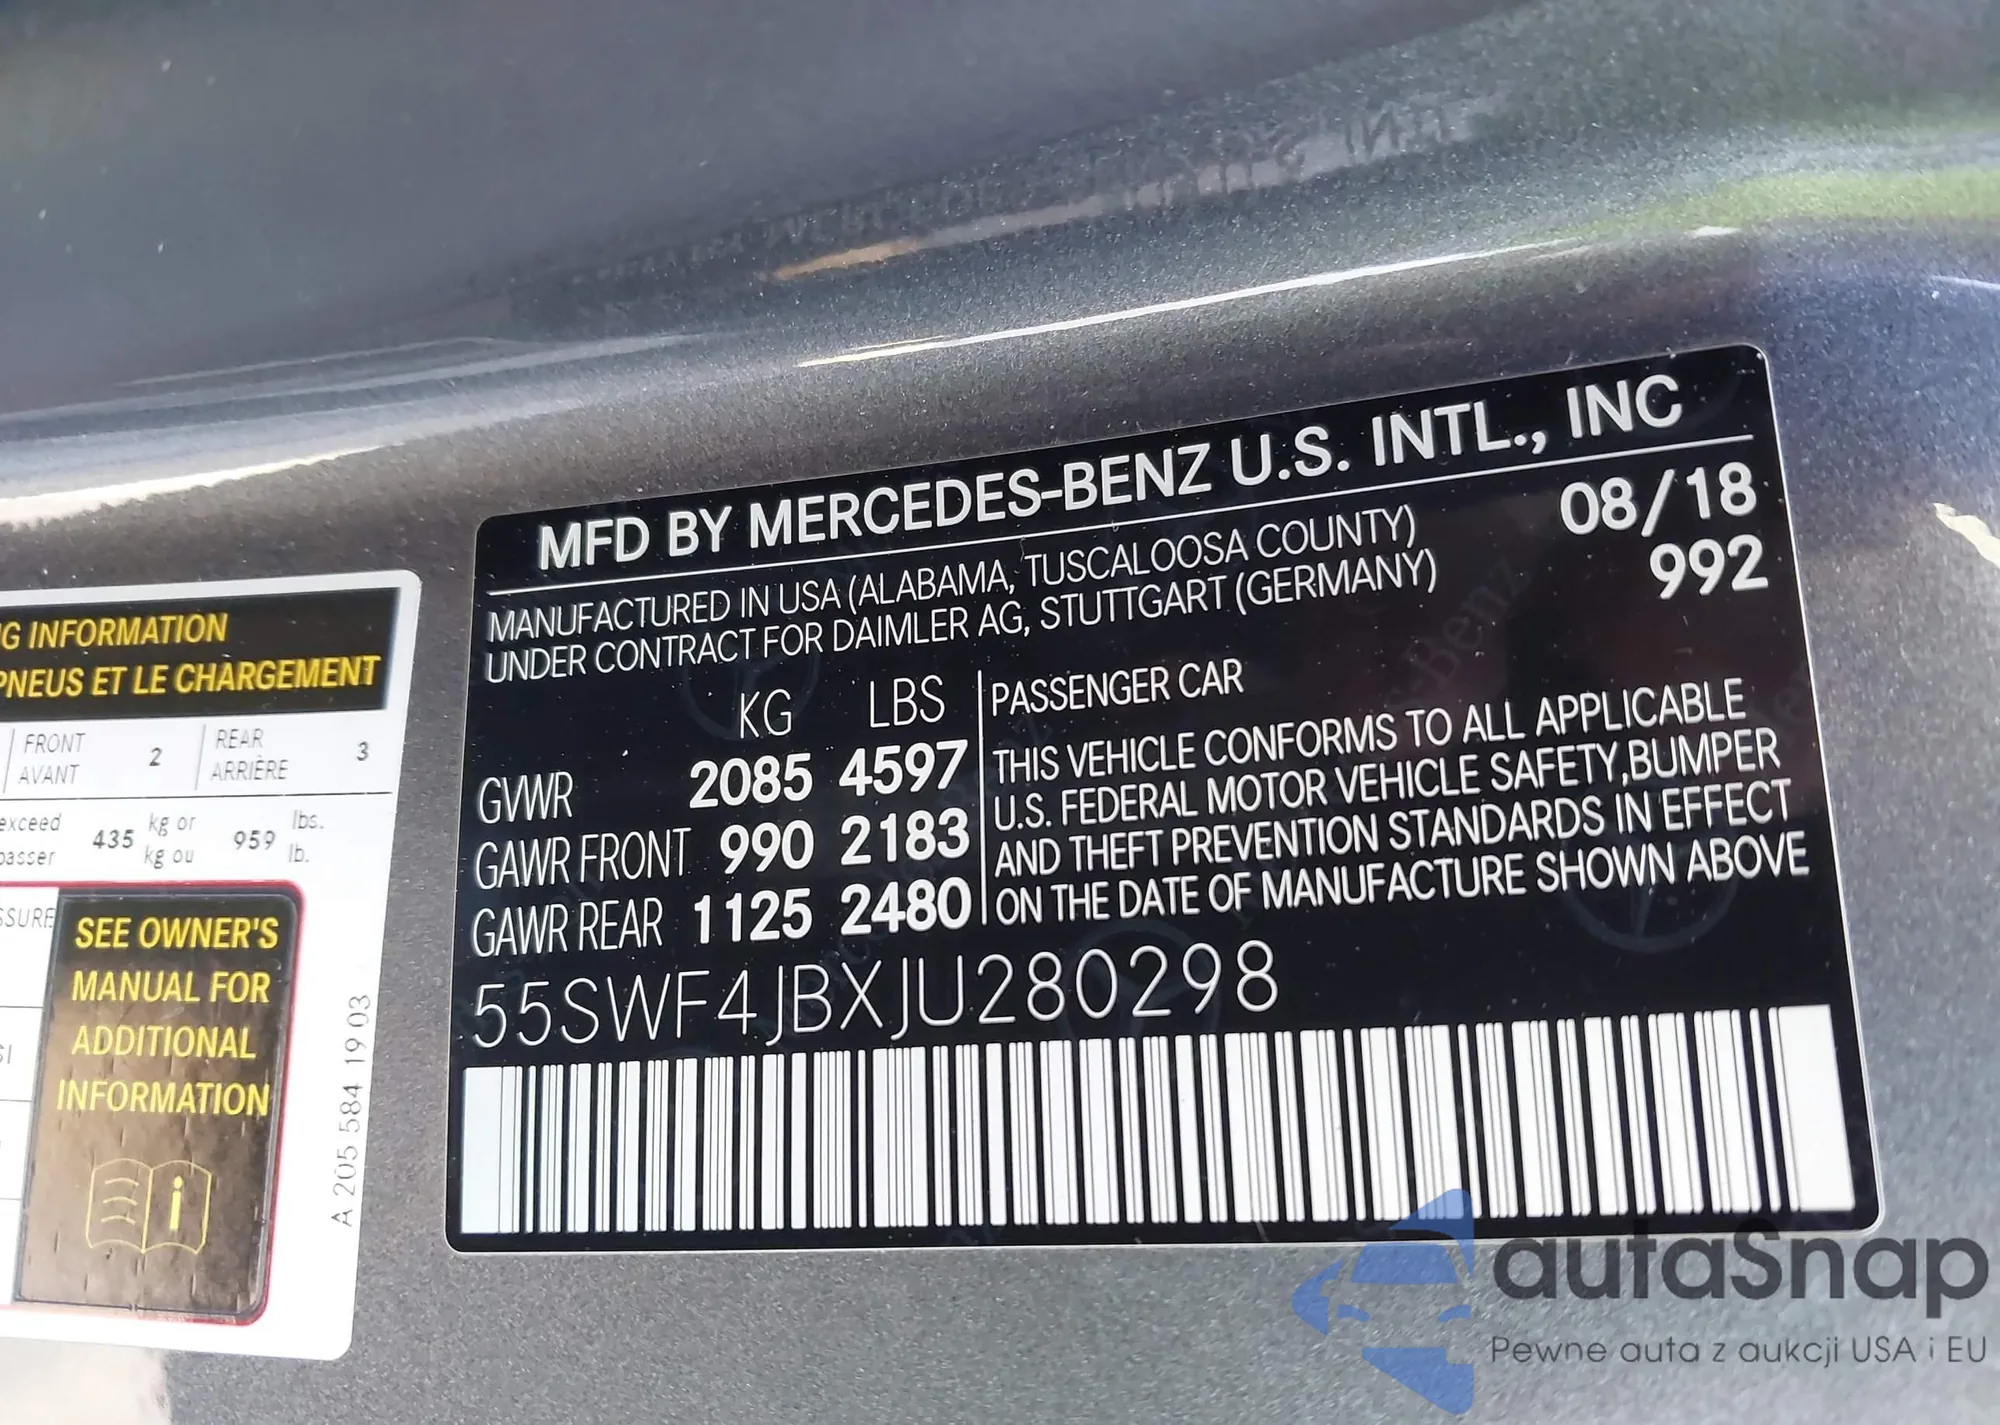 G INFORMATION
PNEUS ET LE CHARGEMENT
FRONT
AVANT
2
REAR
ARRIÈRE
3
exceed
passer
435
kg or
kg ou
959
lbs.
lb.
SSURE
SEE OWNER'S
MANUAL FOR
ADDITIONAL
INFORMATION
A 205 584 19 03
MFD BY MERCEDES-BENZ U.S. INTL., INC
MANUFACTURED IN USA (ALABAMA, TUSCALOOSA COUNTY)
UNDER CONTRACT FOR DAIMLER AG, STUTTGART (GERMANY)
08/18
992
KG LBS
GVWR 2085 4597
GAWR FRONT 990 2183
GAWR REAR 1125 2480
PASSENGER CAR
THIS VEHICLE CONFORMS TO ALL APPLICABLE
U.S. FEDERAL MOTOR VEHICLE SAFETY,BUMPER
AND THEFT PREVENTION STANDARDS IN EFFECT
ON THE DATE OF MANUFACTURE SHOWN ABOVE
55SWF4JBXJU280298
autaSnap
Pewne auta z aukcji USA i EU